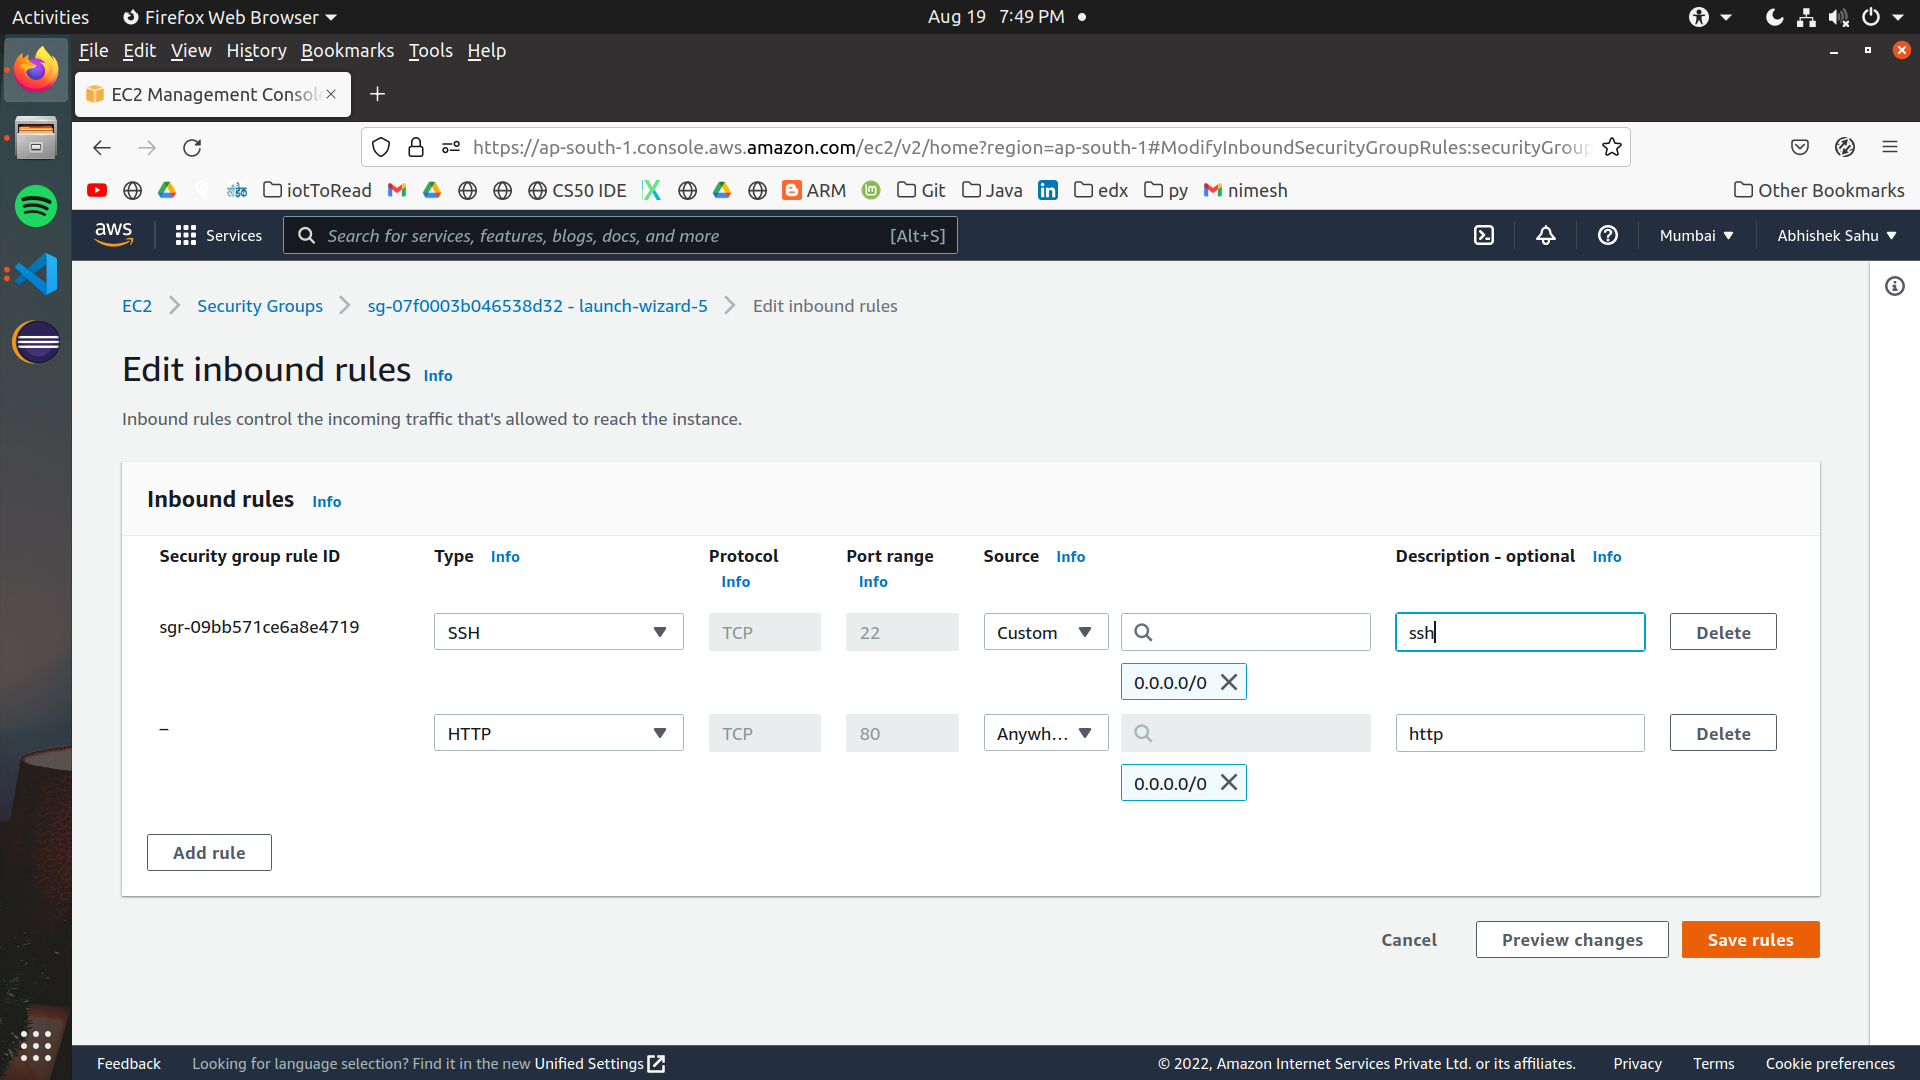 Activities Firefox Web Browser Aug 19 7:49 PM
File Edit View History Bookmarks Tools Help
EC2 Management Consol
https://ap-south-1.console.aws.amazon.com/ec2/v2/home?region=ap-south-1#ModifyInboundSecurityGroupRules:securityGroup
iotToRead CS50 IDE ARM Git Java edx py nimesh Other Bookmarks
aws Services Search for services, features, blogs, docs, and more [Alt+S] Mumbai Abhishek Sahu
EC2 Security Groups sg-07f0003b046538d32 - launch-wizard-5 Edit inbound rules
Edit inbound rules Info
Inbound rules control the incoming traffic that's allowed to reach the instance.
Inbound rules Info
Security group rule ID Type Info Protocol Port range Source Info Description - optional Info
Info Info
sgr-09bb571ce6a8e4719 SSH TCP 22 Custom ssh Delete
0.0.0.0/0
– HTTP TCP 80 Anywh... http Delete
0.0.0.0/0
Add rule
Cancel Preview changes Save rules
Feedback Looking for language selection? Find it in the new Unified Settings © 2022, Amazon Internet Services Private Ltd. or its affiliates. Privacy Terms Cookie preferences